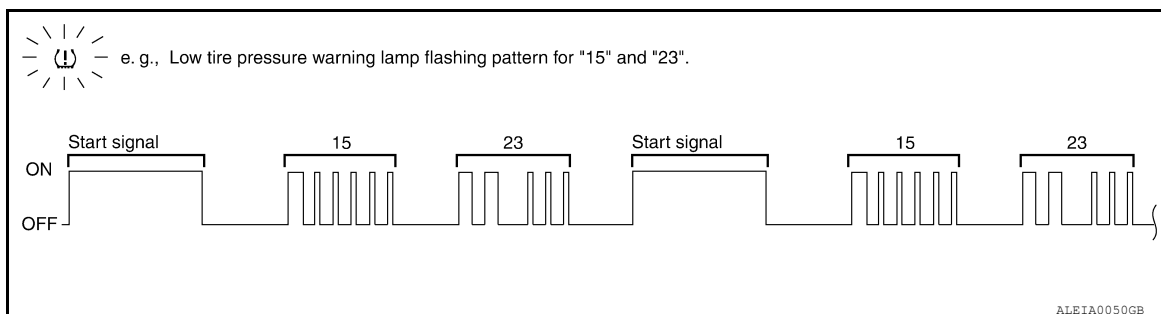 e. g., Low tire pressure warning lamp flashing pattern for "15" and "23".
Start signal 15 23 Start signal 15 23
ON
OFF
ALEIA0050GB